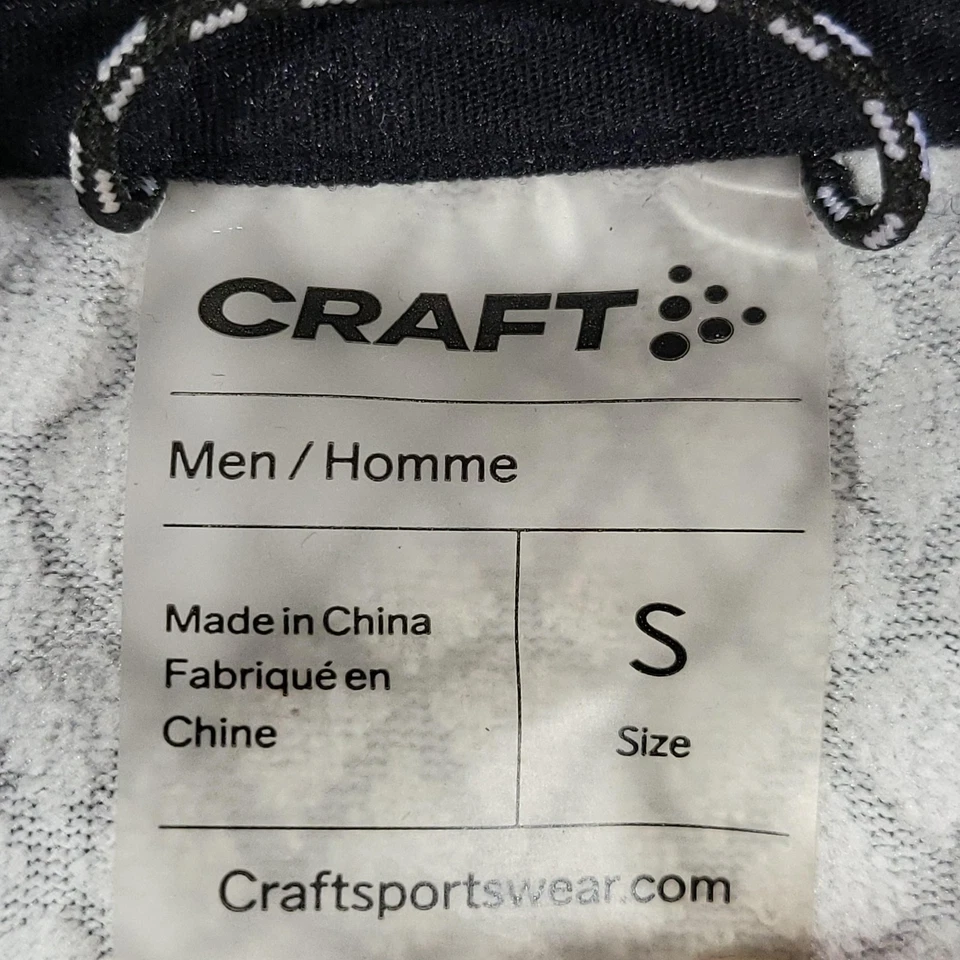 CRAFT
Men / Homme
Made in China
Fabriqué en
Chine
S
Size
Craftsportswear.com